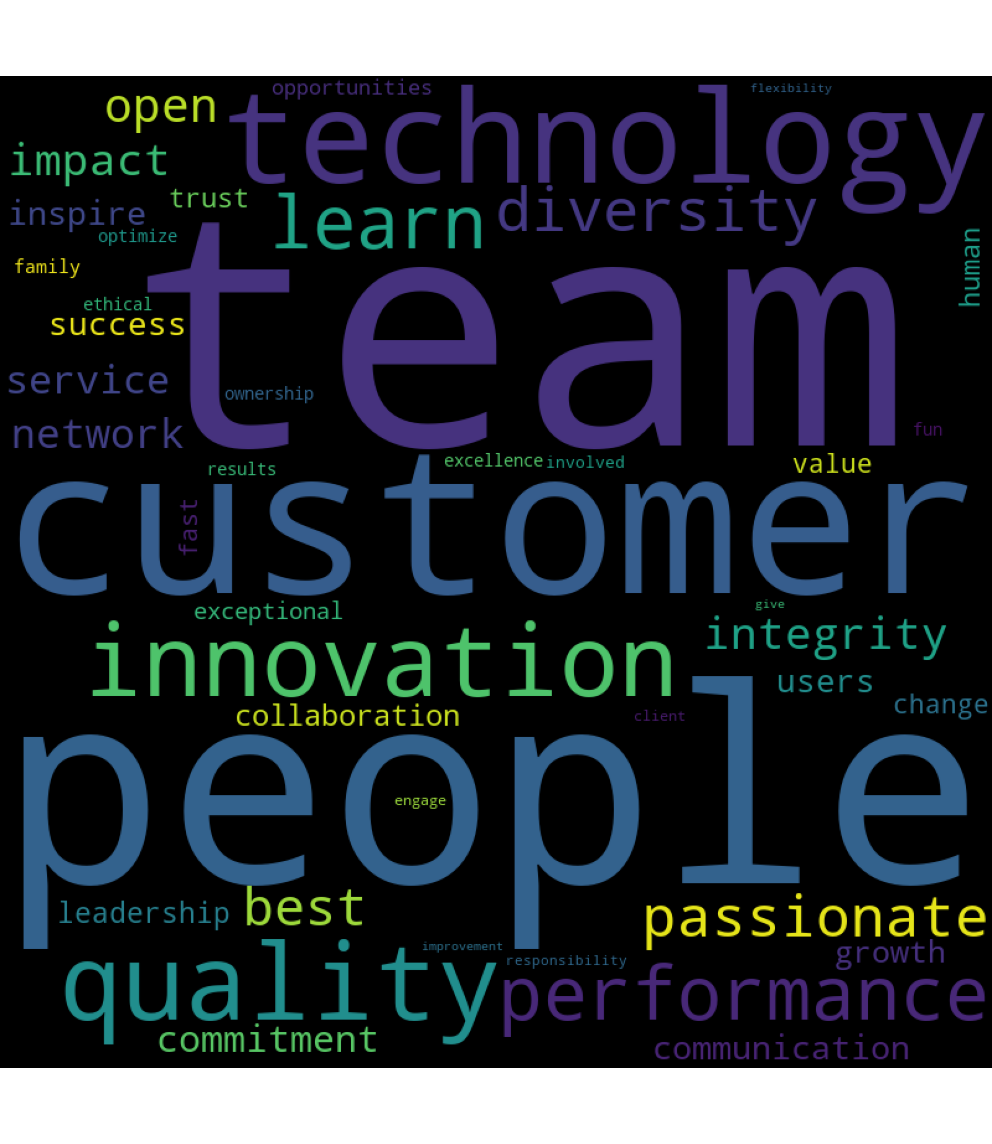 opportunities
flexibility
open
technology
impact
trust
learn
diversity
inspire
optimize
human
family
team
ethical
success
service
ownership
network
fun
customer
results
excellence
involved
value
fast
exceptional
give
innovation
integrity
users
change
collaboration
client
people
engage
leadership
best
passionate
quality
improvement
responsibility
growth
performance
commitment
communication